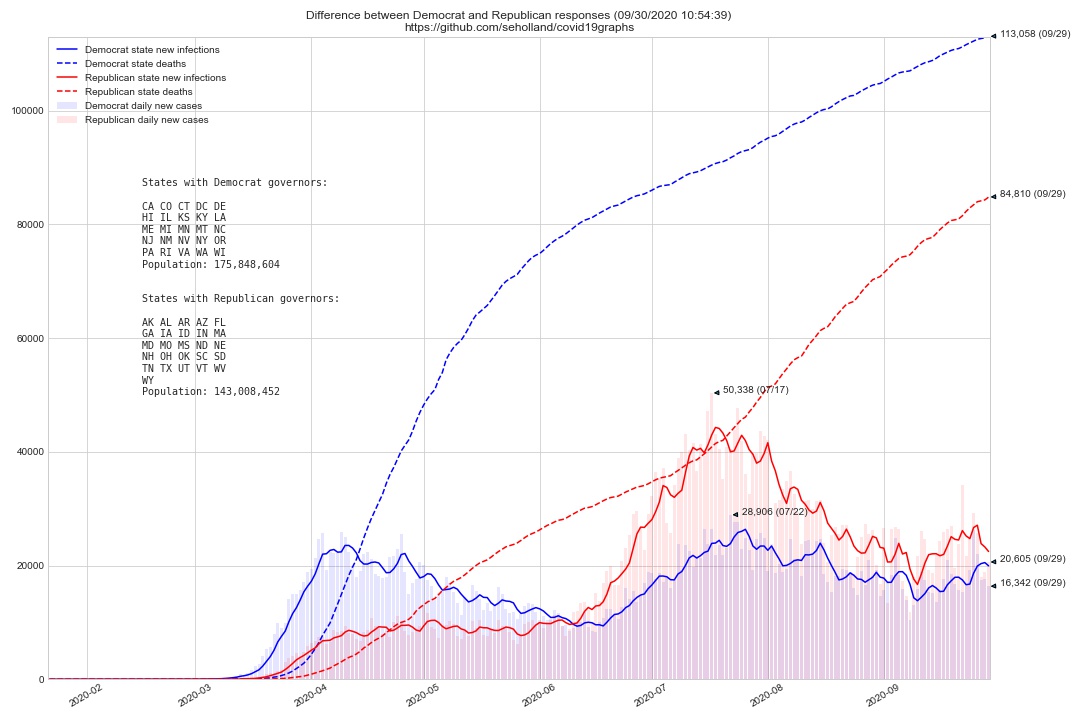 Difference between Democrat and Republican responses (09/30/2020 10:54:39)
https://github.com/seholland/covid19graphs
113,058 (09/29)
Democrat state new infections
Democrat state deaths
Republican state new infections
Republican state deaths
Democrat daily new cases
Republican daily new cases
100000
80000
60000
40000
20000
0
States with Democrat governors:
CA CO CT DC DE
HI IL KS KY LA
ME MI MN MT NC
NJ NM NV NY OR
PA RI VA WA WI
Population: 175,848,604
States with Republican governors:
AK AL AR AZ FL
GA IA ID IN MA
MD MO MS ND NE
NH OH OK SC SD
TN TX UT VT WV
WY
Population: 143,008,452
84,810 (09/29)
50,338 (07/17)
28,906 (07/22)
20,605 (09/29)
16,342 (09/29)
2020-02
2020-03
2020-04
2020-05
2020-06
2020-07
2020-08
2020-09